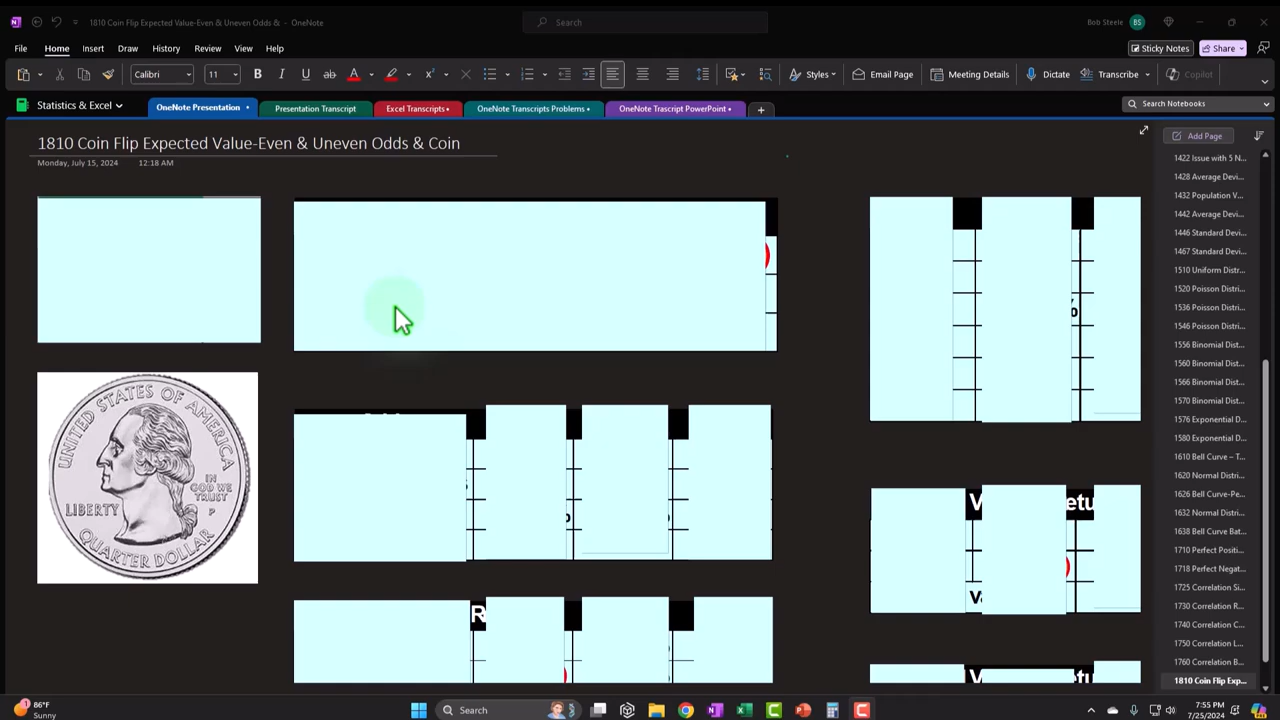 1810 Coin Flip Expected Value-Even & Uneven Odds & - OneNote
Search
Bob Steele
BS
File Home Insert Draw History Review View Help
Sticky Notes
Share
Calibri
11
B
I
U
ab
A
Styles
Email Page
Meeting Details
Dictate
Transcribe
Copilot
Statistics & Excel
OneNote Presentation
Presentation Transcript
Excel Transcripts
OneNote Transcripts Problems
OneNote Trascript PowerPoint
Search Notebooks
1810 Coin Flip Expected Value-Even & Uneven Odds & Coin
Monday, July 15, 2024 12:18 AM
Add Page
1422 Issue with 5 N...
1428 Average Devi...
1432 Population V...
1442 Average Devi...
1446 Standard Devi...
1467 Standard Devi...
1510 Uniform Distr...
1520 Poisson Distri...
1536 Poisson Distri...
1546 Poisson Distri...
1556 Binomial Dist...
1560 Binomial Dist...
1566 Binomial Dist...
1570 Binomial Dist...
1576 Exponential D...
1580 Exponential D...
1610 Bell Curve – T...
1620 Normal Distri...
1626 Bell Curve-Pe...
1632 Normal Distri...
1638 Bell Curve Bat...
1710 Perfect Positi...
1718 Perfect Negat...
1725 Correlation Si...
1730 Correlation R...
1740 Correlation C...
1750 Correlation L...
1760 Correlation B...
1810 Coin Flip Exp...
UNITED STATES OF AMERICA
IN
GOD WE
TRUST
P
LIBERTY
QUARTER DOLLAR
86°F
Sunny
Search
7:55 PM
7/25/2024